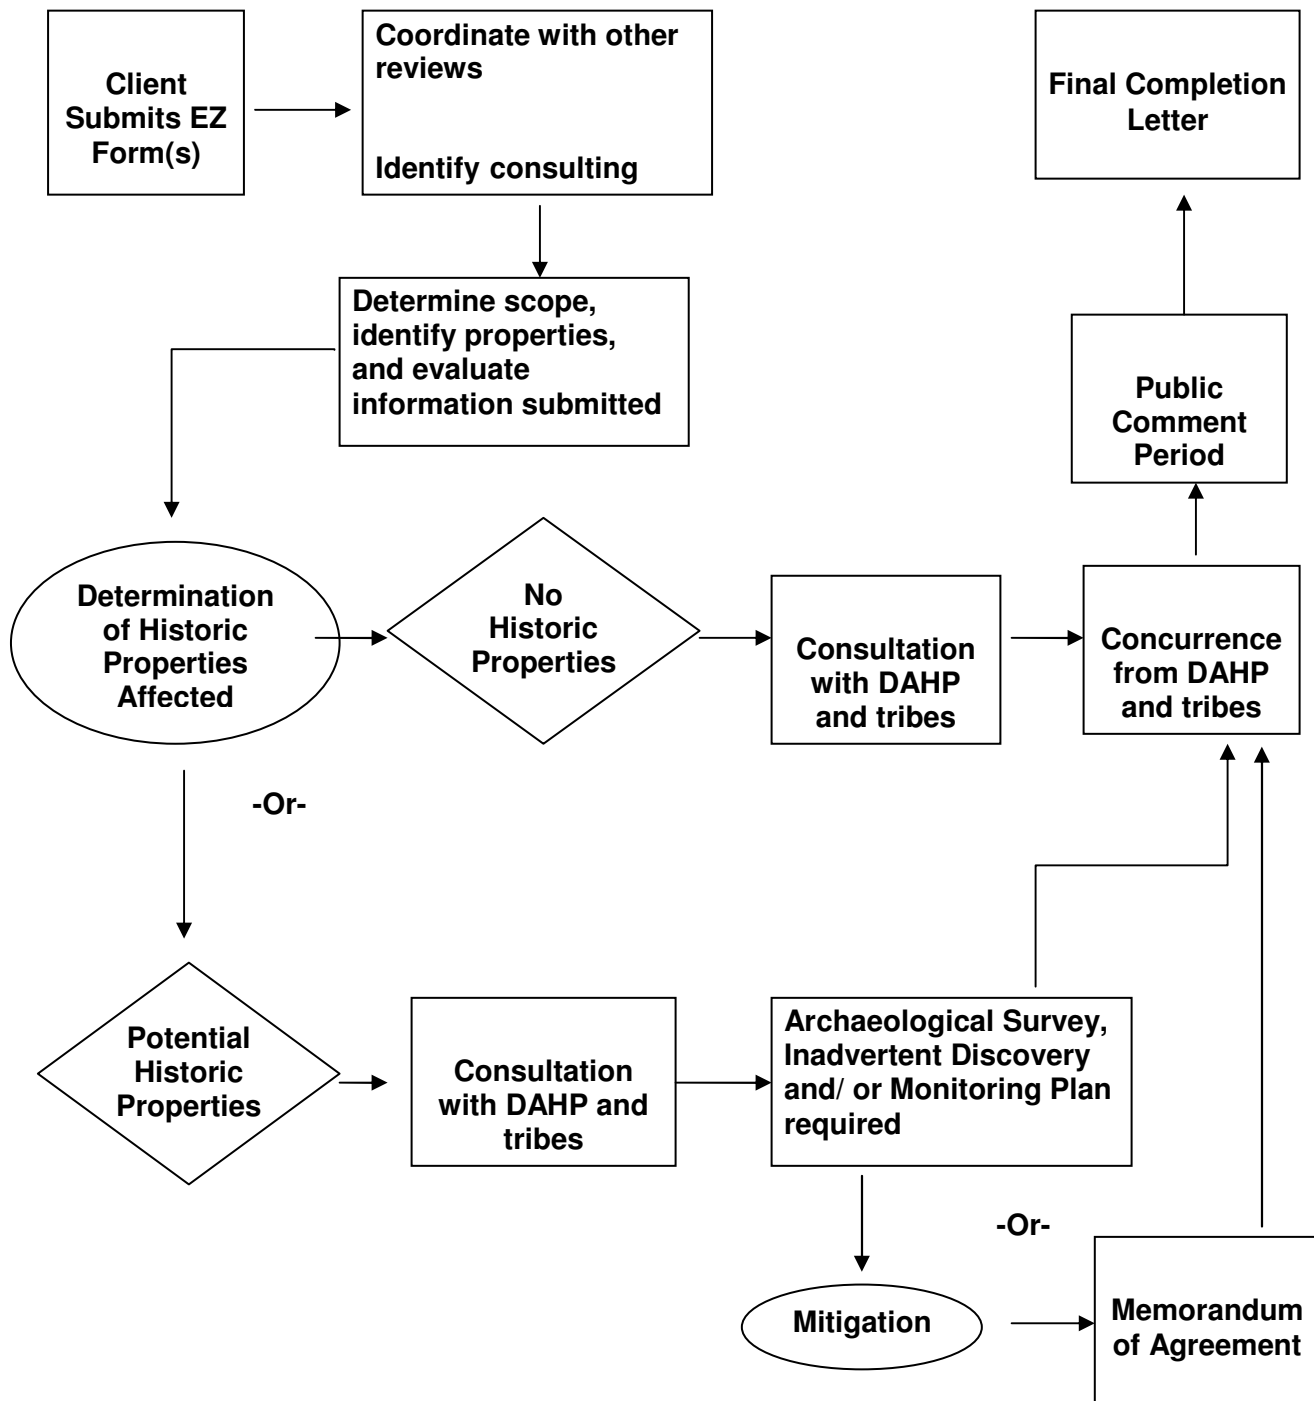 Client
Submits EZ
Form(s)
Coordinate with other
reviews
Identify consulting
Final Completion
Letter
Determine scope,
identify properties,
and evaluate
information submitted
Public
Comment
Period
Determination
of Historic
Properties
Affected
No
Historic
Properties
Consultation
with DAHP
and tribes
Concurrence
from DAHP
and tribes
-Or-
Potential
Historic
Properties
Consultation
with DAHP and
tribes
Archaeological Survey,
Inadvertent Discovery
and/ or Monitoring Plan
required
-Or-
Mitigation
Memorandum
of Agreement